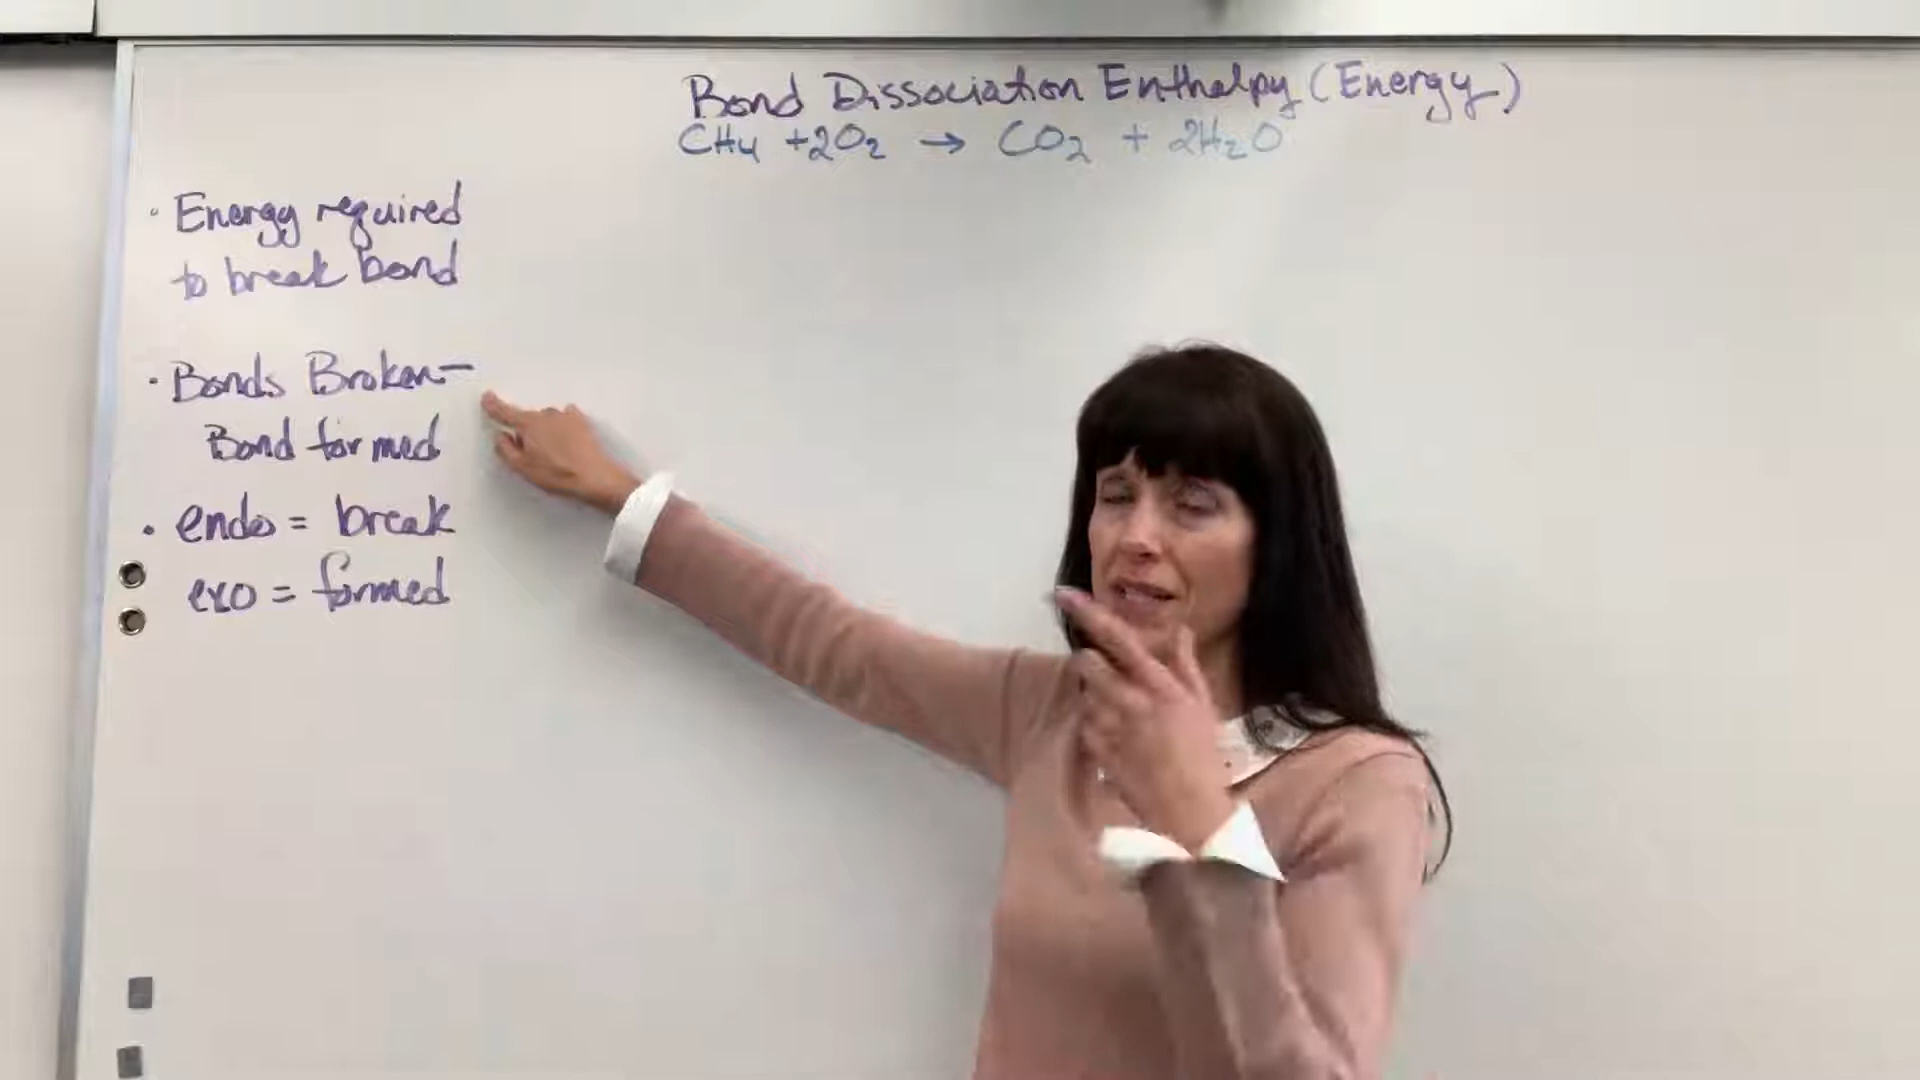 Bond Dissociation Enthalpy (Energy)
CH₄ + 2O₂ → CO₂ + 2H₂O
· Energy required
to break bond
· Bonds Broken –
Bond formed
· endo = break
exo = formed